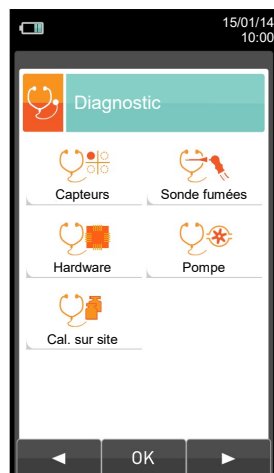 15/01/14
10:00
Diagnostic
Capteurs
Sonde fumées
Hardware
Pompe
Cal. sur site
OK